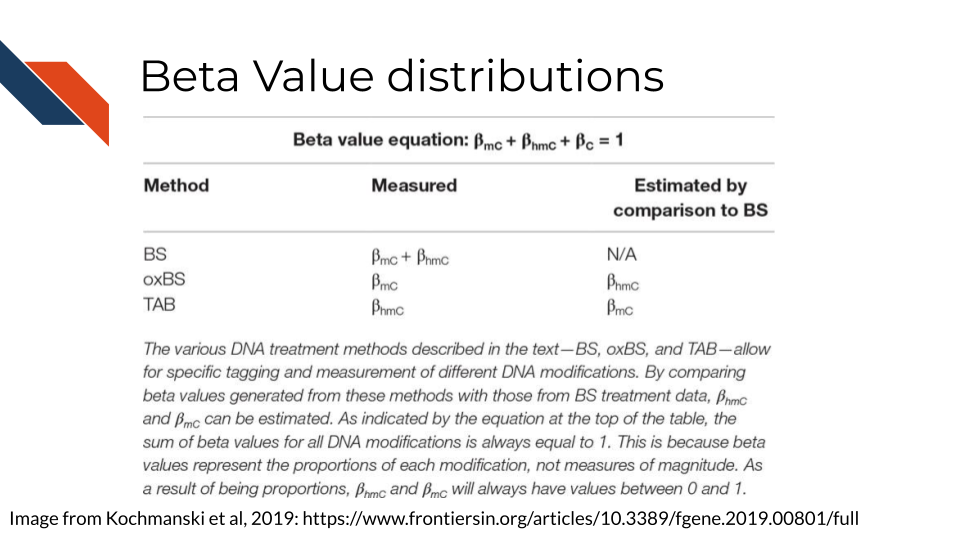 Beta Value distributions
Beta value equation: βmC + βhmC + βC = 1
Method Measured Estimated by
comparison to BS
BS βmC + βhmC N/A
oxBS βmC βhmC
TAB βhmC βmC
The various DNA treatment methods described in the text—BS, oxBS, and TAB—allow
for specific tagging and measurement of different DNA modifications. By comparing
beta values generated from these methods with those from BS treatment data, βhmC
and βmC can be estimated. As indicated by the equation at the top of the table, the
sum of beta values for all DNA modifications is always equal to 1. This is because beta
values represent the proportions of each modification, not measures of magnitude. As
a result of being proportions, βhmC and βmC will always have values between 0 and 1.
Image from Kochmanski et al, 2019: https://www.frontiersin.org/articles/10.3389/fgene.2019.00801/full